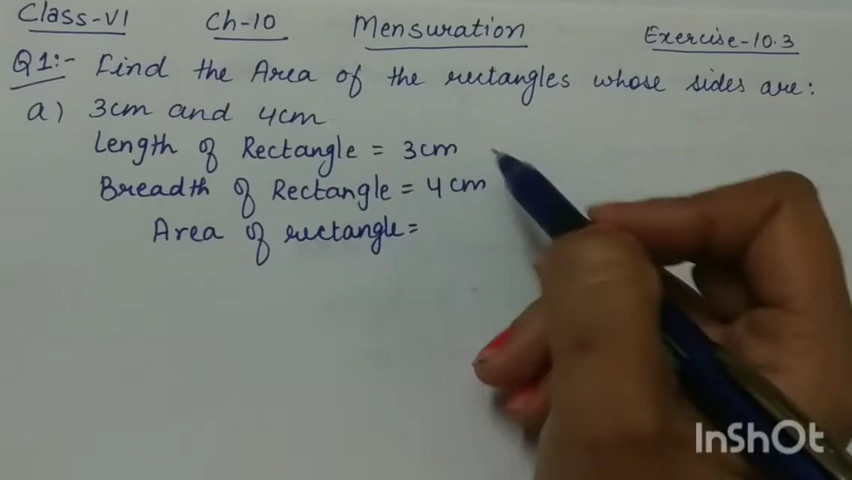 Class-VI Ch-10 Mensuration Exercise-10.3
Q1:- Find the Area of the rectangles whose sides are:
a) 3cm and 4cm
Length of Rectangle = 3cm
Breadth of Rectangle = 4cm
Area of rectangle=
InShOt